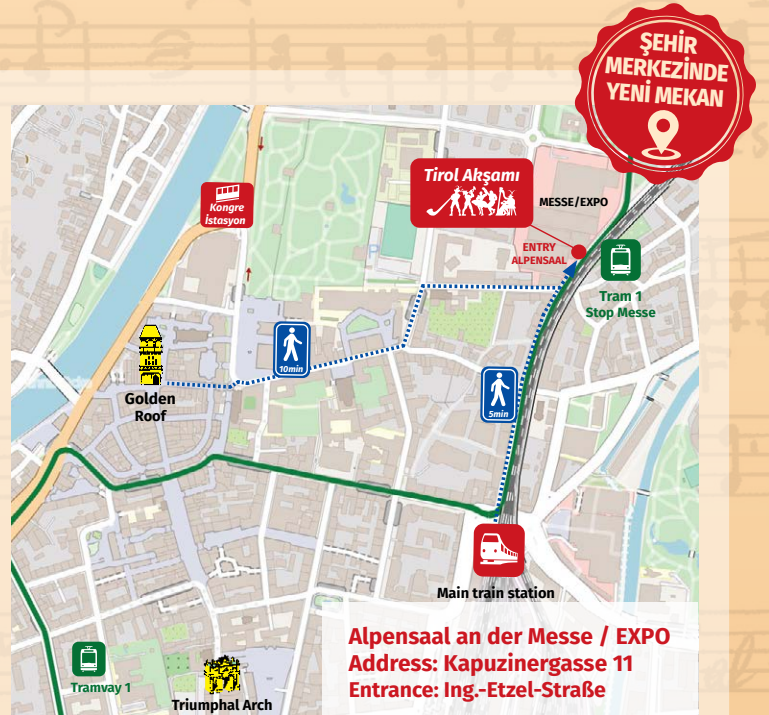 ŞEHİR
MERKEZİNDE
YENİ MEKAN
Tirol Akşamı
MESSE/EXPO
Kongre
İstasyon
ENTRY
ALPENSAAL
Tram 1
Stop Messe
10min
Golden
Roof
5min
Main train station
Alpensaal an der Messe / EXPO
Address: Kapuzinergasse 11
Entrance: Ing.-Etzel-Straße
Tramvay 1
Triumphal Arch